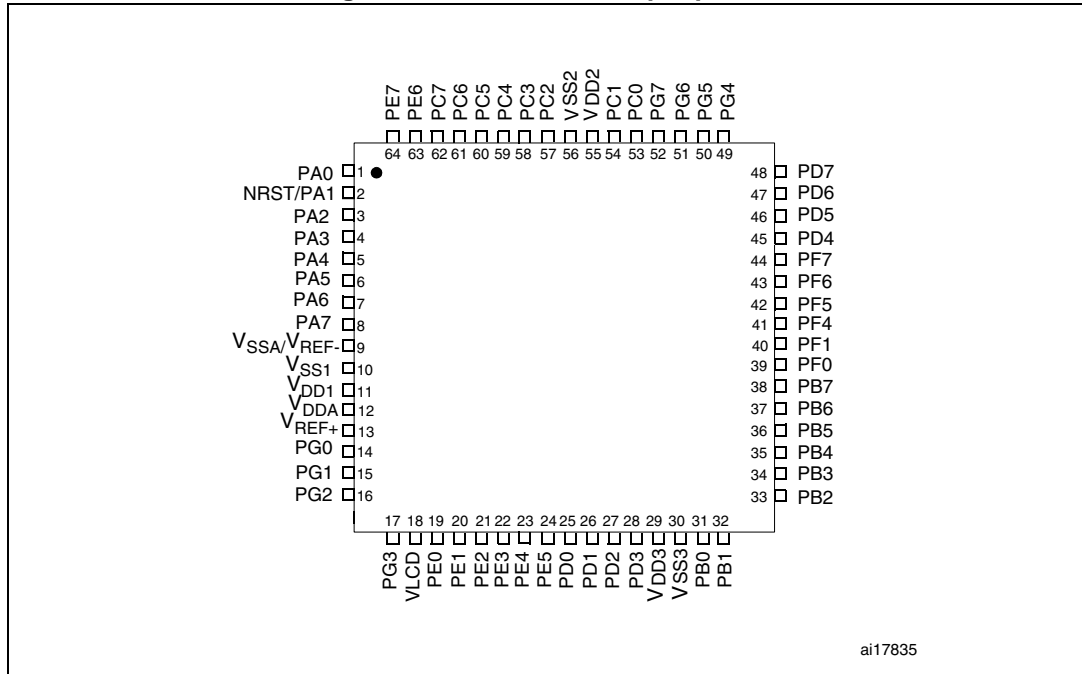 PE7 PE6 PC7 PC6 PC5 PC4 PC3 PC2 VSS2 VDD2 PC1 PC0 PG7 PG6 PG5 PG4
64 63 62 61 60 59 58 57 56 55 54 53 52 51 50 49
PA0 1 48 PD7
NRST/PA1 2 47 PD6
PA2 3 46 PD5
PA3 4 45 PD4
PA4 5 44 PF7
PA5 6 43 PF6
PA6 7 42 PF5
PA7 8 41 PF4
VSSA/VREF- 9 40 PF1
VSS1 10 39 PF0
VDD1 11 38 PB7
VDDA 12 37 PB6
VREF+ 13 36 PB5
PG0 14 35 PB4
PG1 15 34 PB3
PG2 16 33 PB2
17 18 19 20 21 22 23 24 25 26 27 28 29 30 31 32
PG3 VLCD PE0 PE1 PE2 PE3 PE4 PE5 PD0 PD1 PD2 PD3 VDD3 VSS3 PB0 PB1
ai17835